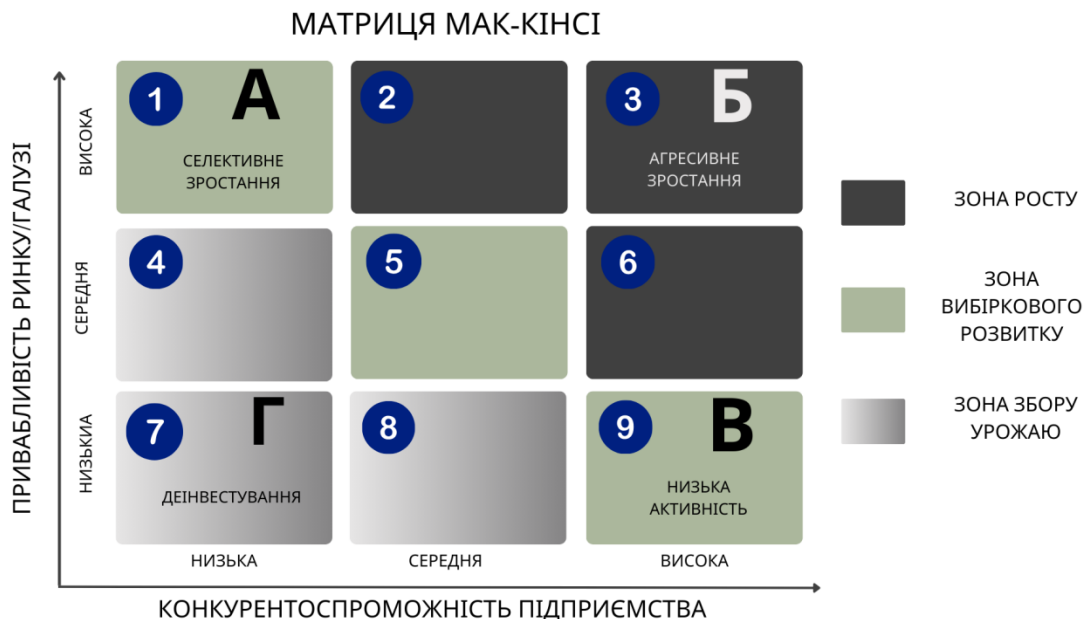 МАТРИЦЯ МАК-КІНСІ
ПРИВАБЛИВІСТЬ РИНКУ/ГАЛУЗІ
ВИСОКА
1
А
СЕЛЕКТИВНЕ
ЗРОСТАННЯ
2
3
Б
АГРЕСИВНЕ
ЗРОСТАННЯ
СЕРЕДНЯ
4
5
6
НИЗЬКИА
7
Г
ДЕІНВЕСТУВАННЯ
8
9
В
НИЗЬКА
АКТИВНІСТЬ
НИЗЬКА
СЕРЕДНЯ
ВИСОКА
КОНКУРЕНТОСПРОМОЖНІСТЬ ПІДПРИЄМСТВА
ЗОНА РОСТУ
ЗОНА
ВИБІРКОВОГО
РОЗВИТКУ
ЗОНА ЗБОРУ
УРОЖАЮ